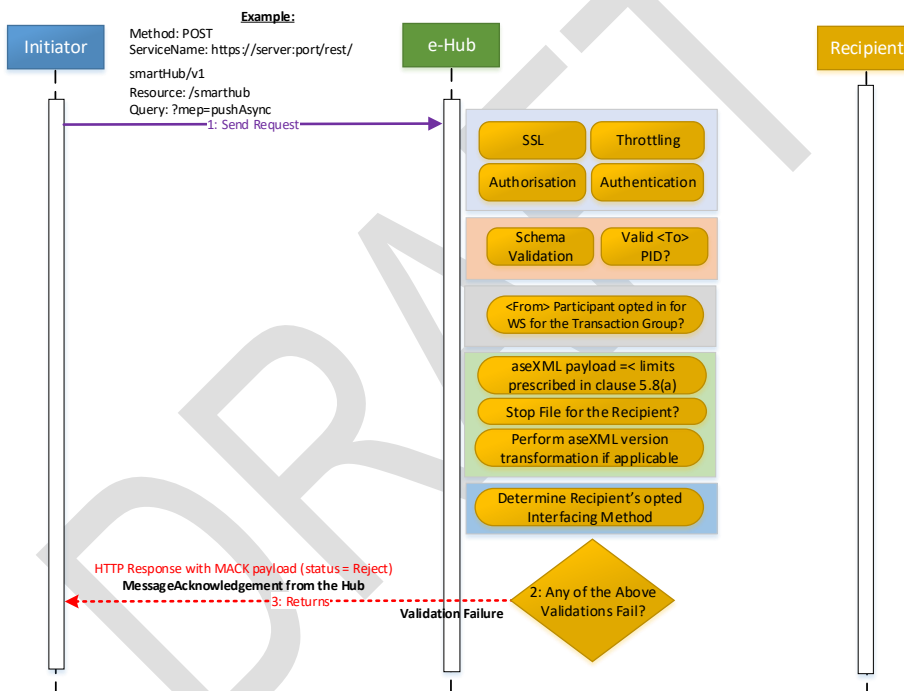 Example:
Method: POST
ServiceName: https://server:port/rest/
smartHub/v1
Resource: /smarthub
Query: ?mep=pushAsync
Initiator
e-Hub
Recipient
1: Send Request
SSL
Throttling
Authorisation
Authentication
Schema
Validation
Valid <To>
PID?
<From> Participant opted in for
WS for the Transaction Group?
aseXML payload =< limits
prescribed in clause 5.8(a)
Stop File for the Recipient?
Perform aseXML version
transformation if applicable
Determine Recipient's opted
Interfacing Method
HTTP Response with MACK payload (status = Reject)
MessageAcknowledgement from the Hub
3: Returns
Validation Failure
2: Any of the Above
Validations Fail?
DRAFT